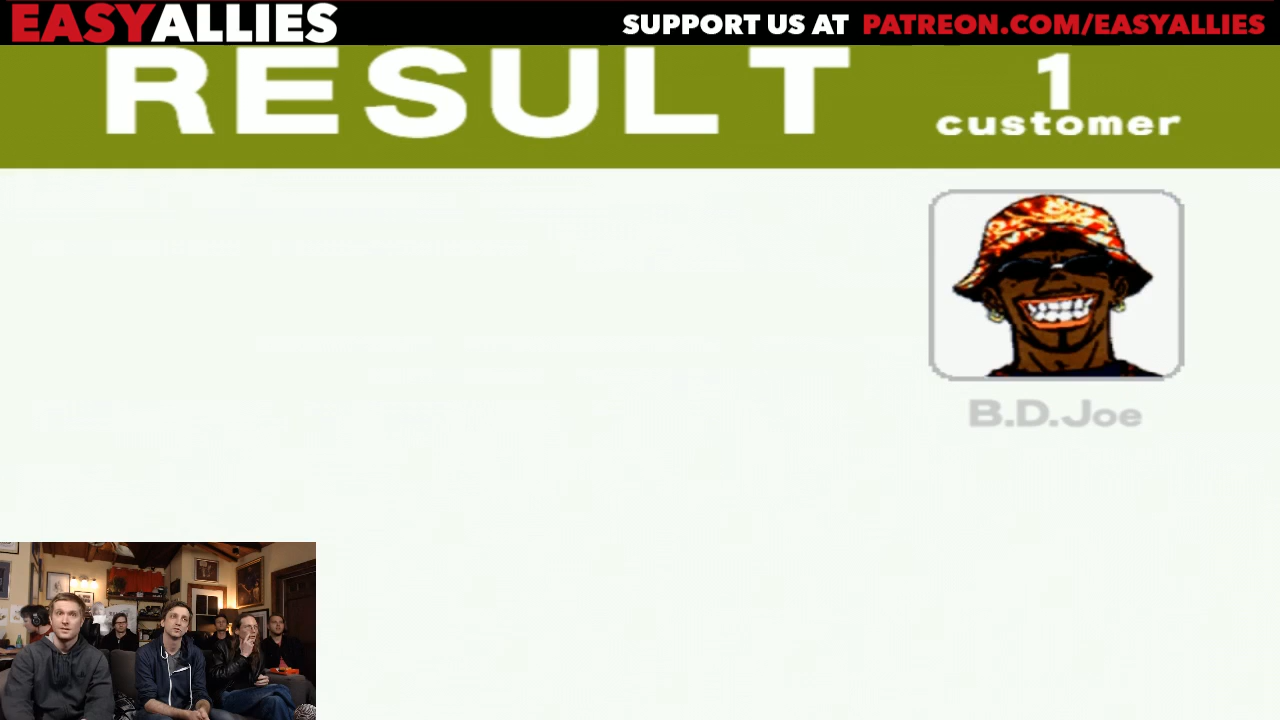 EASYALLIES
SUPPORT US AT PATREON.COM/EASYALLIES
RESULT
1
customer
B.D.Joe